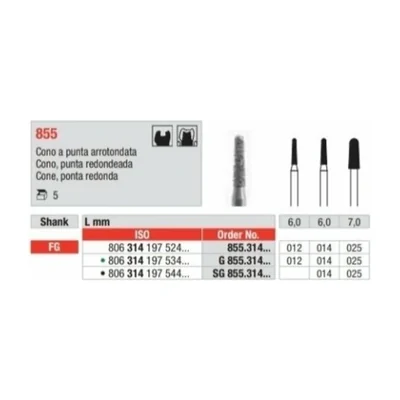 855
Cono a punta arrotondata
Cono, punta redondeada
Cone, ponta redonda
5
Shank L mm 6,0 6,0 7,0
ISO Order No.
FG 806 314 197 524... 855.314... 012 014 025
806 314 197 534... G 855.314... 012 014 025
806 314 197 544... SG 855.314... 014 025